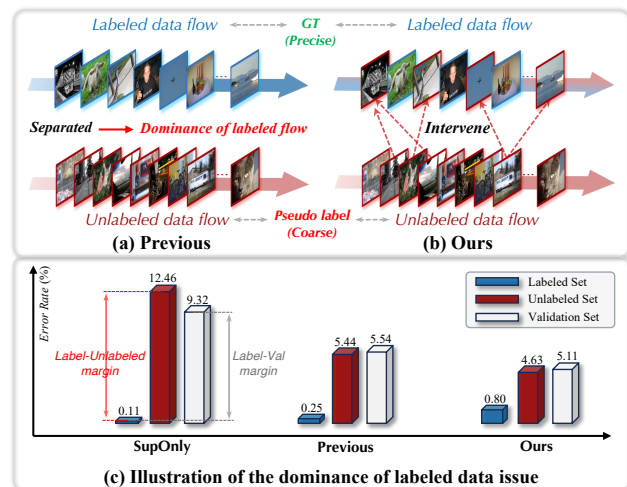 Labeled data flow
GT
(Precise)
Labeled data flow
...
...
Separated
Dominance of labeled flow
Intervene
...
...
Unlabeled data flow
Pseudo label
(Coarse)
Unlabeled data flow
(a) Previous
(b) Ours
Error Rate (%)
12.46
9.32
Labeled Set
Unlabeled Set
Validation Set
Label-Unlabeled
margin
Label-Val
margin
5.44
5.54
4.63
5.11
0.11
0.25
0.80
SupOnly
Previous
Ours
(c) Illustration of the dominance of labeled data issue